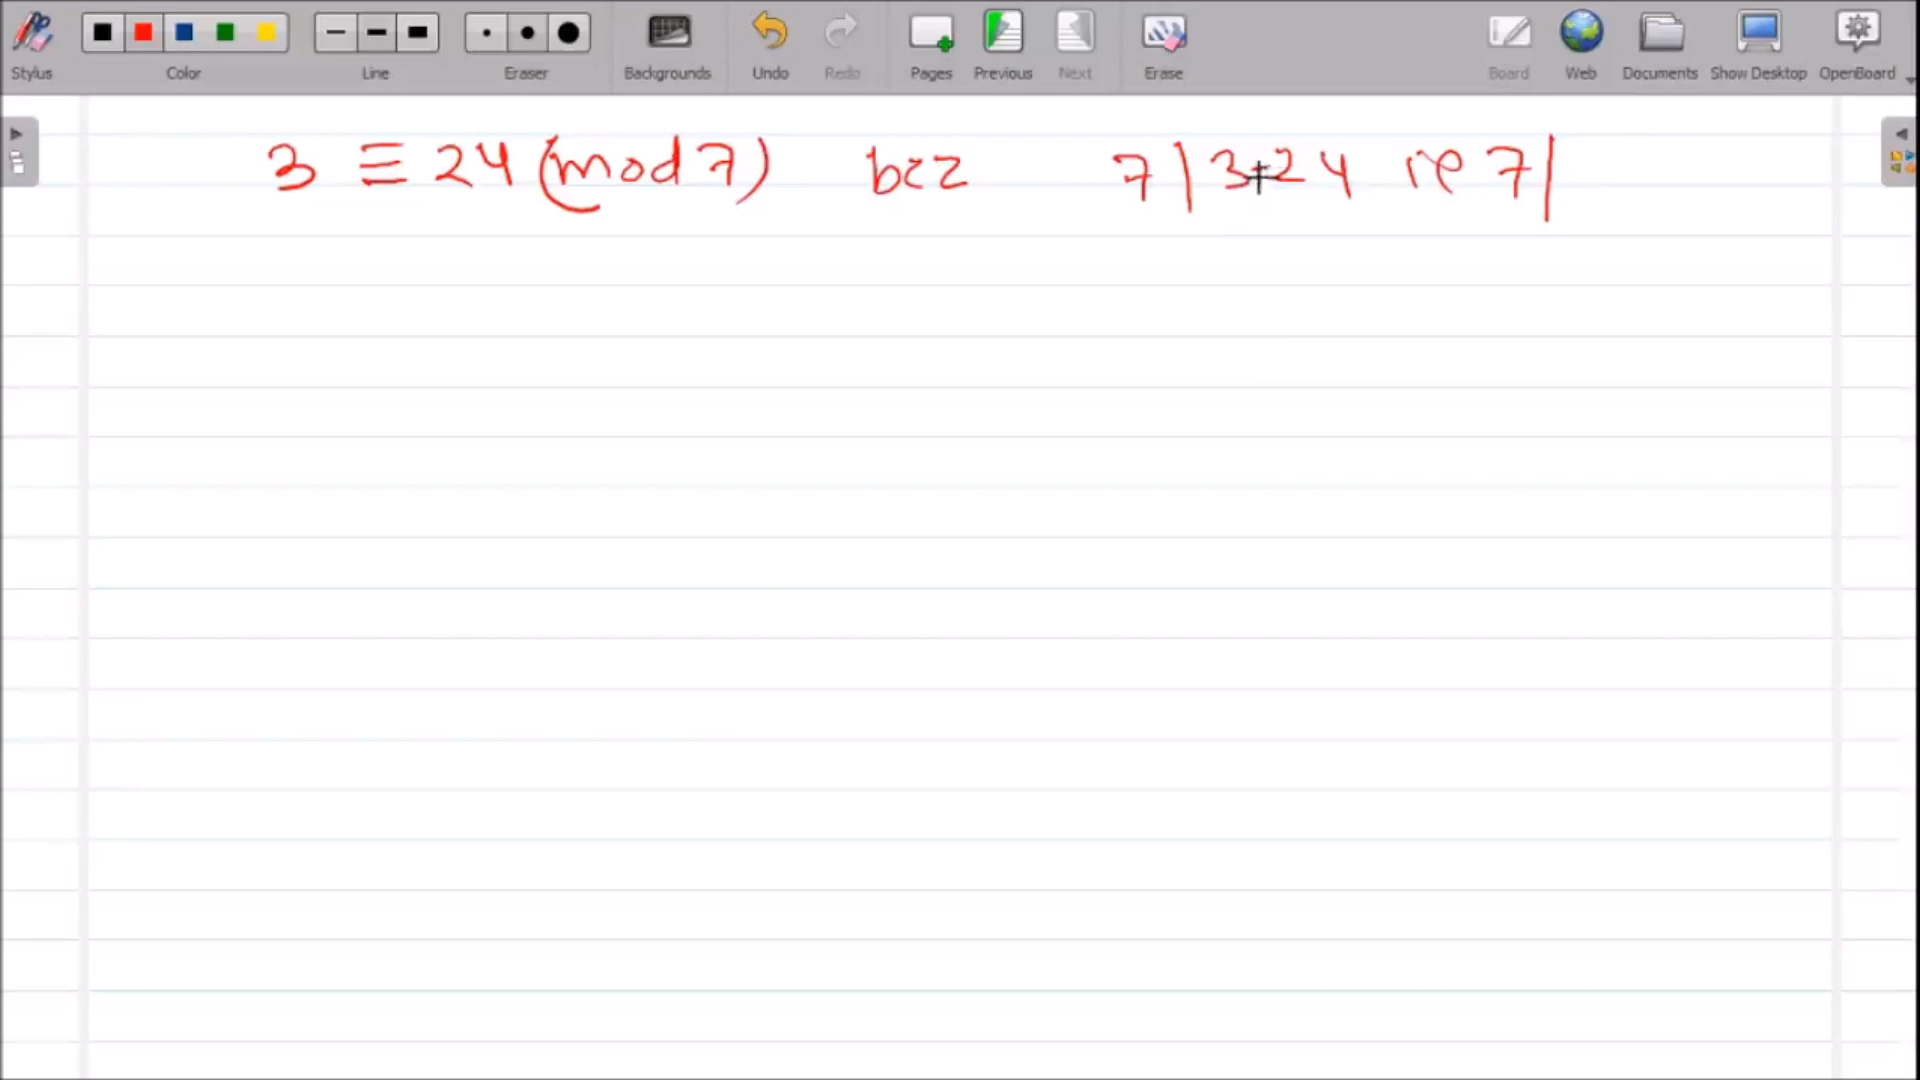 Stylus Color Line Eraser Backgrounds Undo Redo Pages Previous Next Erase Board Web Documents Show Desktop OpenBoard
3 ≡ 24 (mod 7) bcz 7 | 3-24 ie 7 |